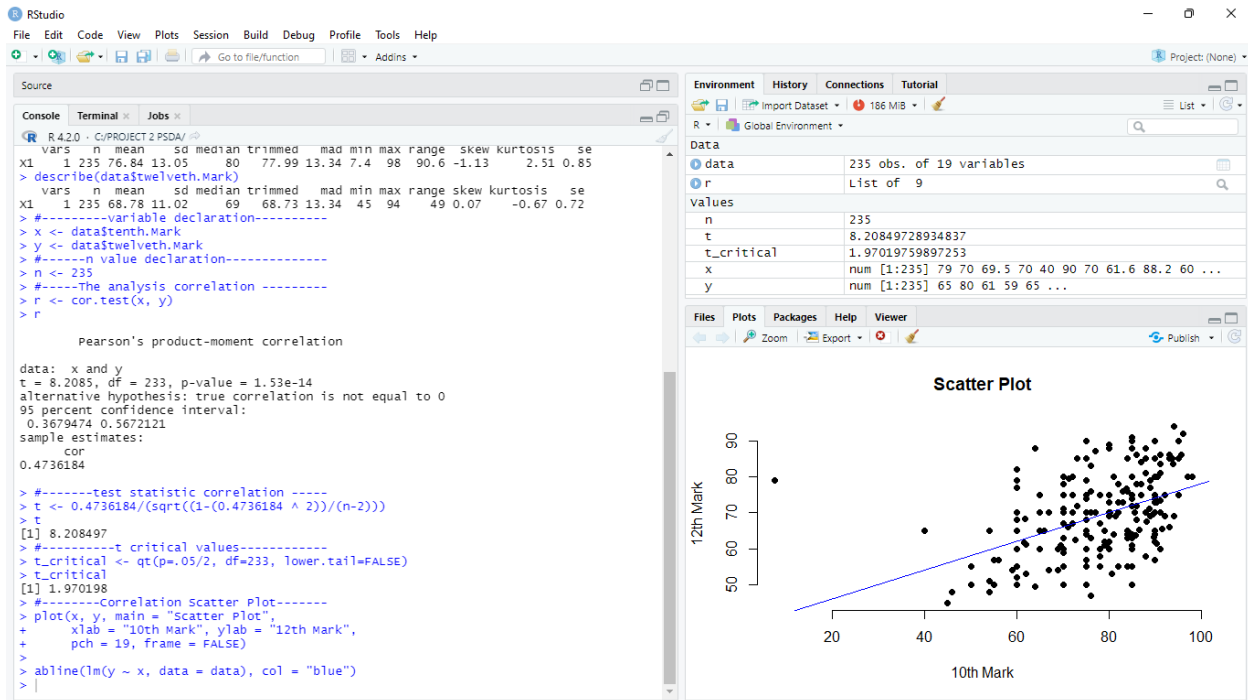 RStudio
File Edit Code View Plots Session Build Debug Profile Tools Help
Go to file/function Addins Project: (None)
Source
Console Terminal Jobs
R 4.2.0 · C:/PROJECT 2 PSDA/
vars n mean sd median trimmed mad min max range skew kurtosis se
X1 1 235 76.84 13.05 80 77.99 13.34 7.4 98 90.6 -1.13 2.51 0.85
> describe(data$twelveth.Mark)
vars n mean sd median trimmed mad min max range skew kurtosis se
X1 1 235 68.78 11.02 69 68.73 13.34 45 94 49 0.07 -0.67 0.72
> #---------variable declaration----------
> x <- data$tenth.Mark
> y <- data$twelveth.Mark
> #------n value declaration--------------
> n <- 235
> #-----The analysis correlation ---------
> r <- cor.test(x, y)
> r
Pearson's product-moment correlation
data: x and y
t = 8.2085, df = 233, p-value = 1.53e-14
alternative hypothesis: true correlation is not equal to 0
95 percent confidence interval:
0.3679474 0.5672121
sample estimates:
cor
0.4736184
> #-------test statistic correlation -----
> t <- 0.4736184/(sqrt((1-(0.4736184 ^ 2))/(n-2)))
> t
[1] 8.208497
> #----------t critical values------------
> t_critical <- qt(p=.05/2, df=233, lower.tail=FALSE)
> t_critical
[1] 1.970198
> #--------Correlation Scatter Plot-------
> plot(x, y, main = "Scatter Plot",
+ xlab = "10th Mark", ylab = "12th Mark",
+ pch = 19, frame = FALSE)
>
> abline(lm(y ~ x, data = data), col = "blue")
>
Environment History Connections Tutorial
Import Dataset 186 MiB List
R Global Environment
Data
data 235 obs. of 19 variables
r List of 9
Values
n 235
t 8.20849728934837
t_critical 1.97019759897253
x num [1:235] 79 70 69.5 70 40 90 70 61.6 88.2 60 ...
y num [1:235] 65 80 61 59 65 ...
Files Plots Packages Help Viewer
Zoom Export Publish
Scatter Plot
12th Mark
90
80
70
60
50
20 40 60 80 100
10th Mark